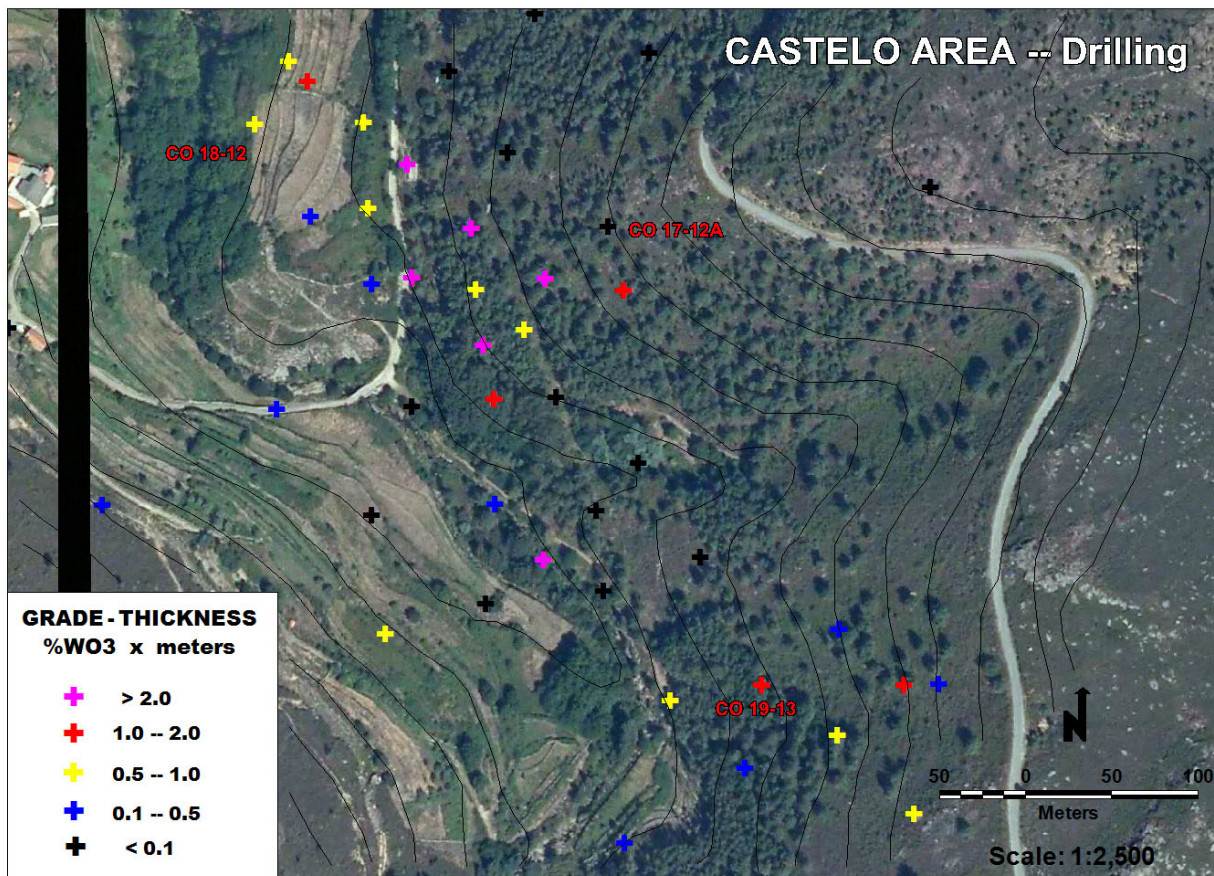 CASTELO AREA -- Drilling
CO 18-12
CO 17-12A
CO 19-13
GRADE - THICKNESS
%WO3 x meters
> 2.0
1.0 -- 2.0
0.5 -- 1.0
0.1 -- 0.5
< 0.1
N
50 0 50 100
Meters
Scale: 1:2,500